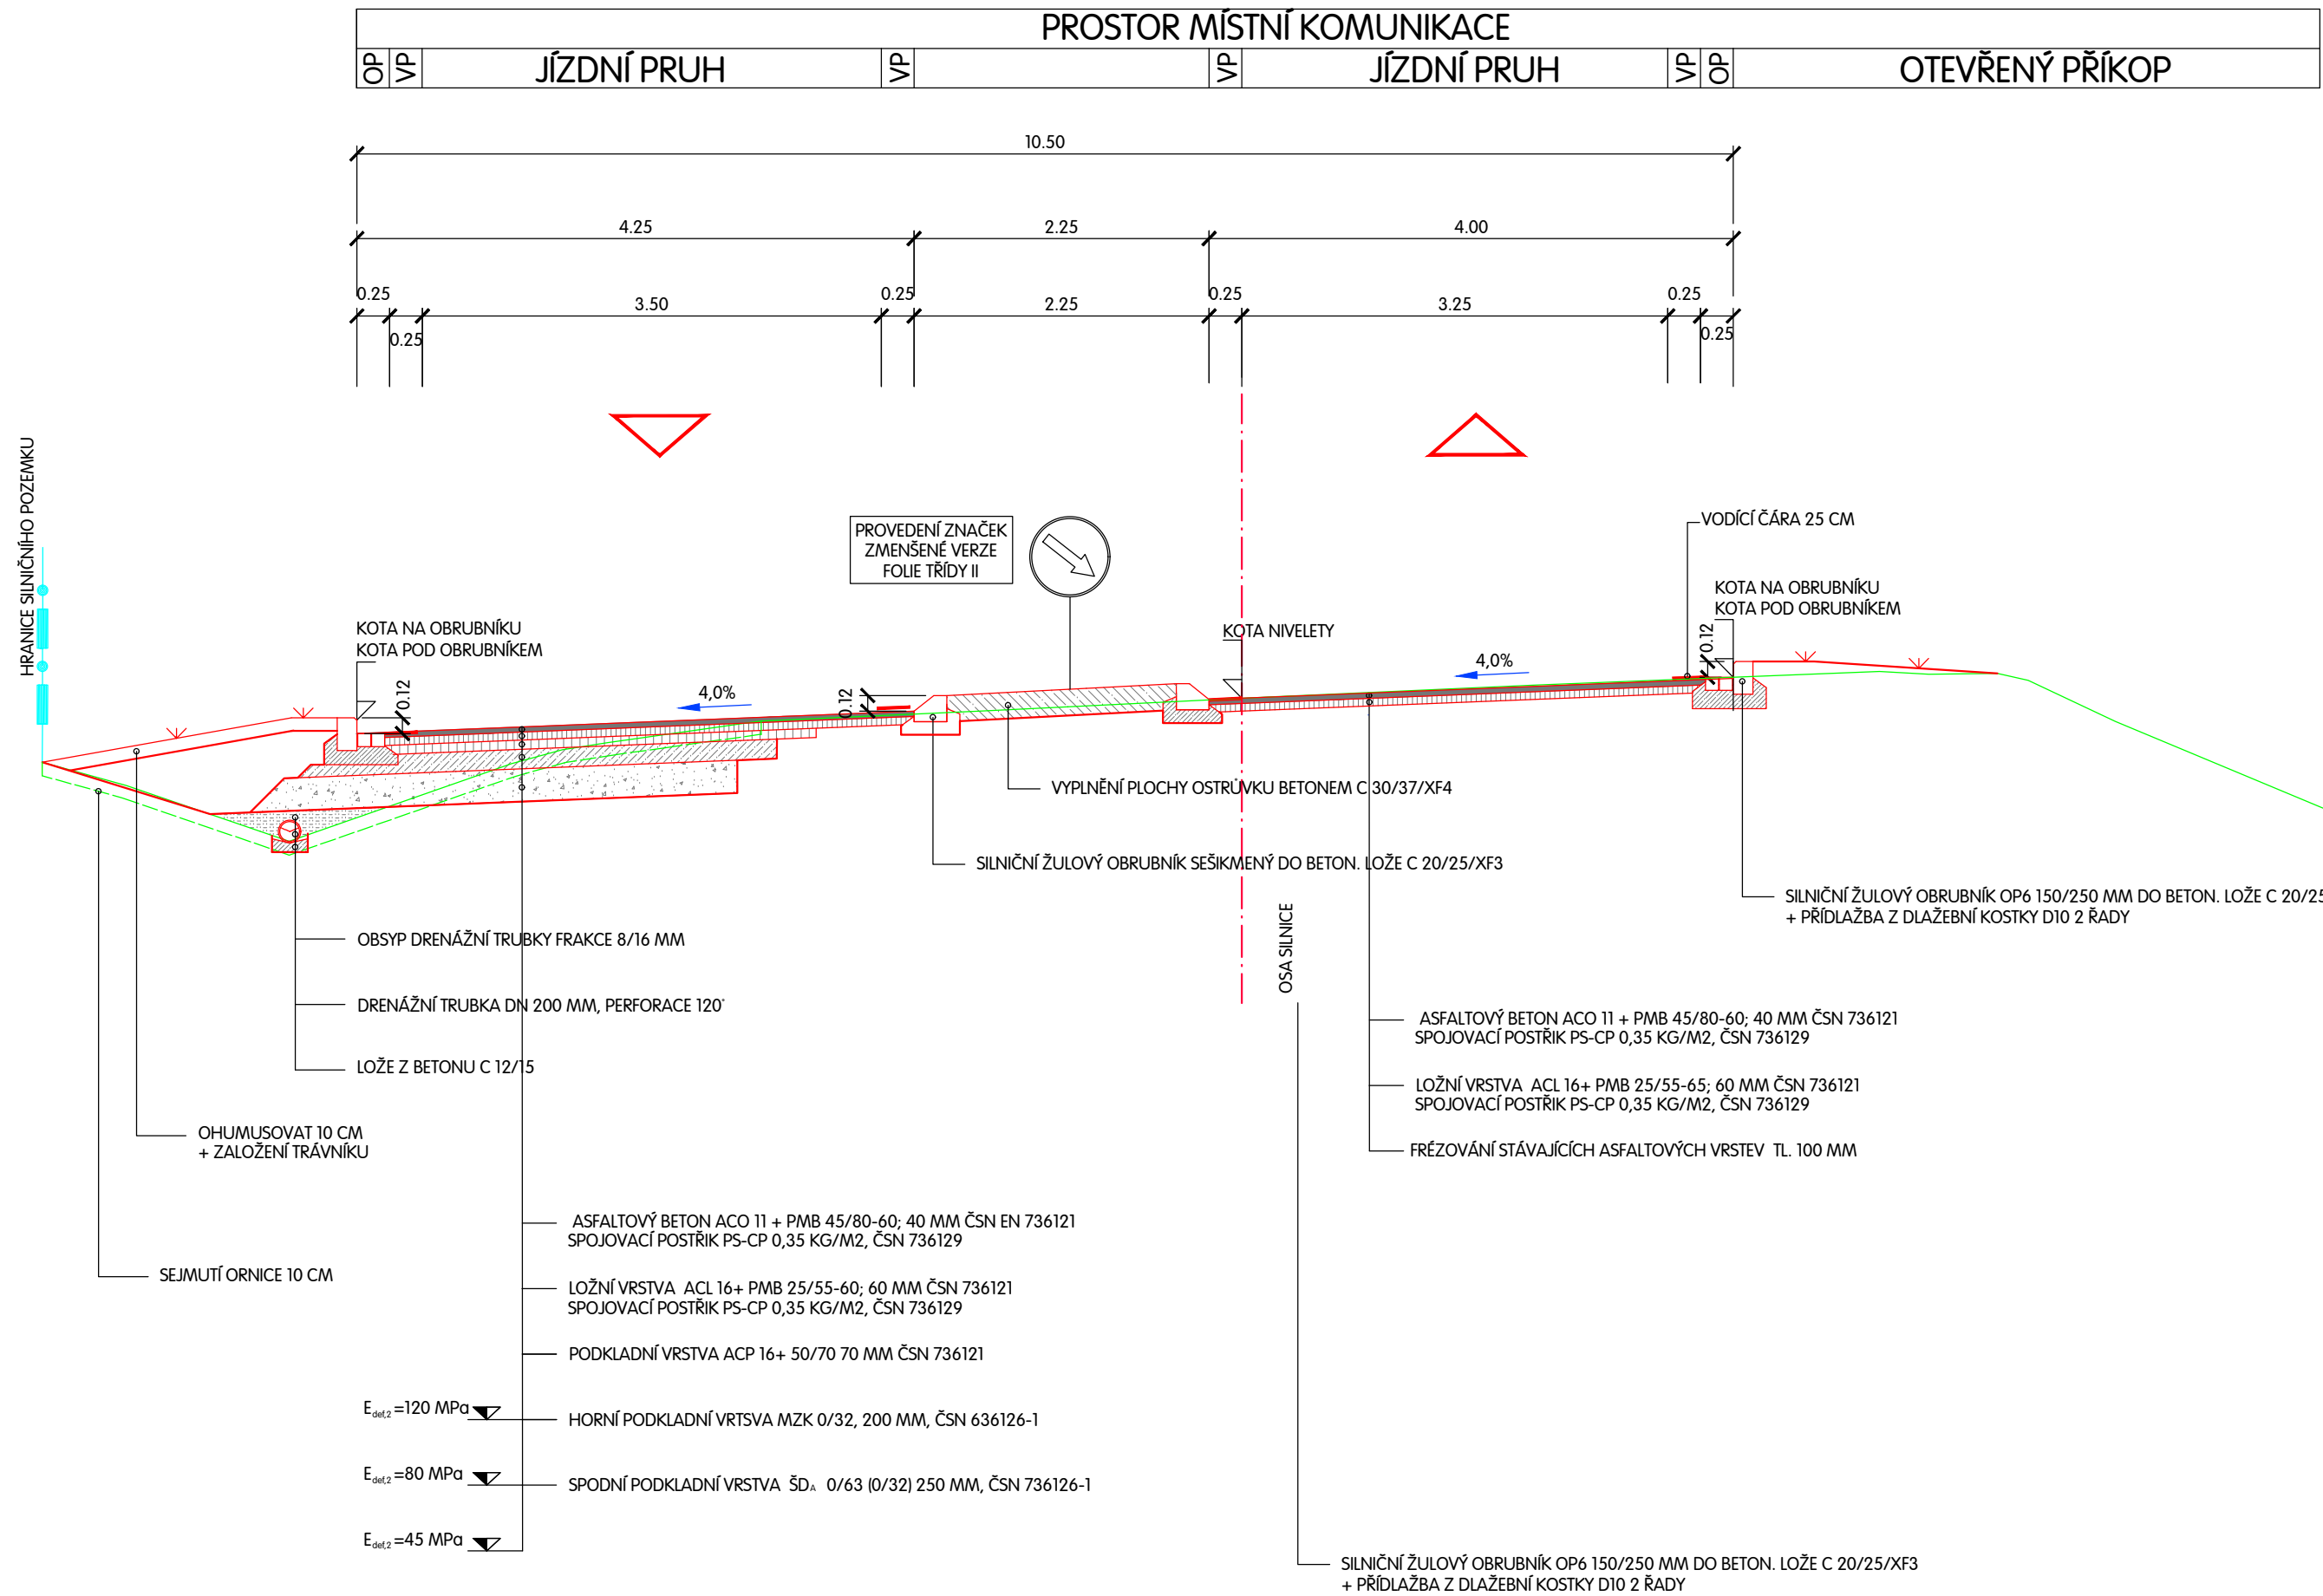 PROSTOR MÍSTNÍ KOMUNIKACE
OP VP JÍZDNÍ PRUH VP VP JÍZDNÍ PRUH VP OP OTEVŘENÝ PŘÍKOP
10.50
4.25 2.25 4.00
0.25 3.50 0.25 2.25 0.25 3.25 0.25
0.25 0.25
HRANICE SILNIČNÍHO POZEMKU
PROVEDENÍ ZNAČEK
ZMENŠENÉ VERZE
FOLIE TŘÍDY II
VODÍCÍ ČÁRA 25 CM
KOTA NA OBRUBNÍKU
KOTA POD OBRUBNÍKEM
KOTA NA OBRUBNÍKU
KOTA POD OBRUBNÍKEM
KOTA NIVELETY
0.12
4,0%
0.12
4,0%
0.12
VYPLNĚNÍ PLOCHY OSTRŮVKU BETONEM C 30/37/XF4
SILNIČNÍ ŽULOVÝ OBRUBNÍK SEŠIKMENÝ DO BETON. LOŽE C 20/25/XF3
SILNIČNÍ ŽULOVÝ OBRUBNÍK OP6 150/250 MM DO BETON. LOŽE C 20/25
+ PŘÍDLAŽBA Z DLAŽEBNÍ KOSTKY D10 2 ŘADY
OSA SILNICE
OBSYP DRENÁŽNÍ TRUBKY FRAKCE 8/16 MM
DRENÁŽNÍ TRUBKA DN 200 MM, PERFORACE 120°
LOŽE Z BETONU C 12/15
OHUMUSOVAT 10 CM
+ ZALOŽENÍ TRÁVNÍKU
SEJMUTÍ ORNICE 10 CM
ASFALTOVÝ BETON ACO 11 + PMB 45/80-60; 40 MM ČSN 736121
SPOJOVACÍ POSTŘIK PS-CP 0,35 KG/M2, ČSN 736129
LOŽNÍ VRSTVA ACL 16+ PMB 25/55-65; 60 MM ČSN 736121
SPOJOVACÍ POSTŘIK PS-CP 0,35 KG/M2, ČSN 736129
FRÉZOVÁNÍ STÁVAJÍCÍCH ASFALTOVÝCH VRSTEV TL. 100 MM
ASFALTOVÝ BETON ACO 11 + PMB 45/80-60; 40 MM ČSN EN 736121
SPOJOVACÍ POSTŘIK PS-CP 0,35 KG/M2, ČSN 736129
LOŽNÍ VRSTVA ACL 16+ PMB 25/55-60; 60 MM ČSN 736121
SPOJOVACÍ POSTŘIK PS-CP 0,35 KG/M2, ČSN 736129
PODKLADNÍ VRSTVA ACP 16+ 50/70 70 MM ČSN 736121
Edef,2 =120 MPa
HORNÍ PODKLADNÍ VRTSVA MZK 0/32, 200 MM, ČSN 636126-1
Edef,2 =80 MPa
SPODNÍ PODKLADNÍ VRSTVA ŠDA 0/63 (0/32) 250 MM, ČSN 736126-1
Edef,2 =45 MPa
SILNIČNÍ ŽULOVÝ OBRUBNÍK OP6 150/250 MM DO BETON. LOŽE C 20/25/XF3
+ PŘÍDLAŽBA Z DLAŽEBNÍ KOSTKY D10 2 ŘADY